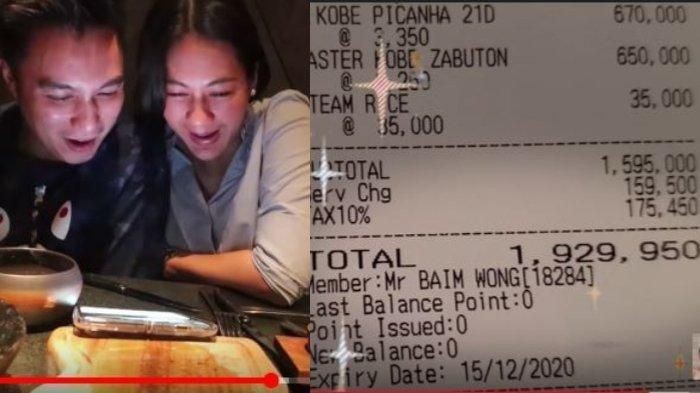 KOBE PICANHA 21D 670,000
@ 3,350
ASTER KOBE ZABUTON 650,000
@ 250
TEAM RICE 35,000
@ 35,000
SUBTOTAL 1,595,000
Serv Chg 159,500
TAX10% 175,450
TOTAL 1,929,950
Member:Mr BAIM WONG[18284]
Last Balance Point:0
Point Issued:0
New Balance:0
Expiry Date: 15/12/2020